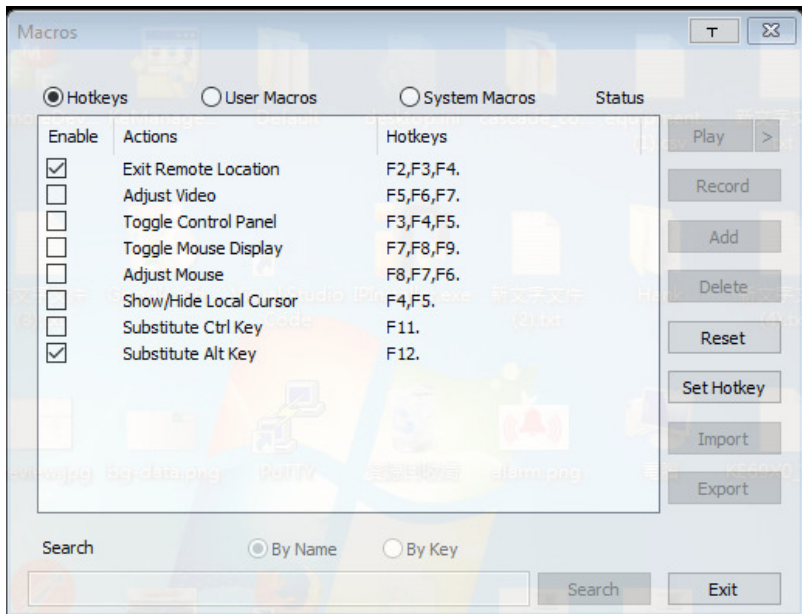 Macros
T
Hotkeys User Macros System Macros Status
Enable Actions Hotkeys
Play >
Exit Remote Location F2,F3,F4.
Record
Adjust Video F5,F6,F7.
Toggle Control Panel F3,F4,F5.
Add
Toggle Mouse Display F7,F8,F9.
Adjust Mouse F8,F7,F6.
Delete
Show/Hide Local Cursor F4,F5.
Substitute Ctrl Key F11.
Reset
Substitute Alt Key F12.
Set Hotkey
Import
Export
Search By Name By Key
Search Exit